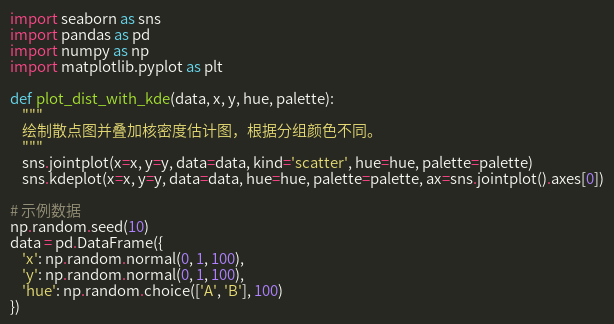 import seaborn as sns
import pandas as pd
import numpy as np
import matplotlib.pyplot as plt
def plot_dist_with_kde(data, x, y, hue, palette):
"""
绘制散点图并叠加核密度估计图，根据分组颜色不同。
"""
sns.jointplot(x=x, y=y, data=data, kind='scatter', hue=hue, palette=palette)
sns.kdeplot(x=x, y=y, data=data, hue=hue, palette=palette, ax=sns.jointplot().axes[0])
# 示例数据
np.random.seed(10)
data = pd.DataFrame({
'x': np.random.normal(0, 1, 100),
'y': np.random.normal(0, 1, 100),
'hue': np.random.choice(['A', 'B'], 100)
})